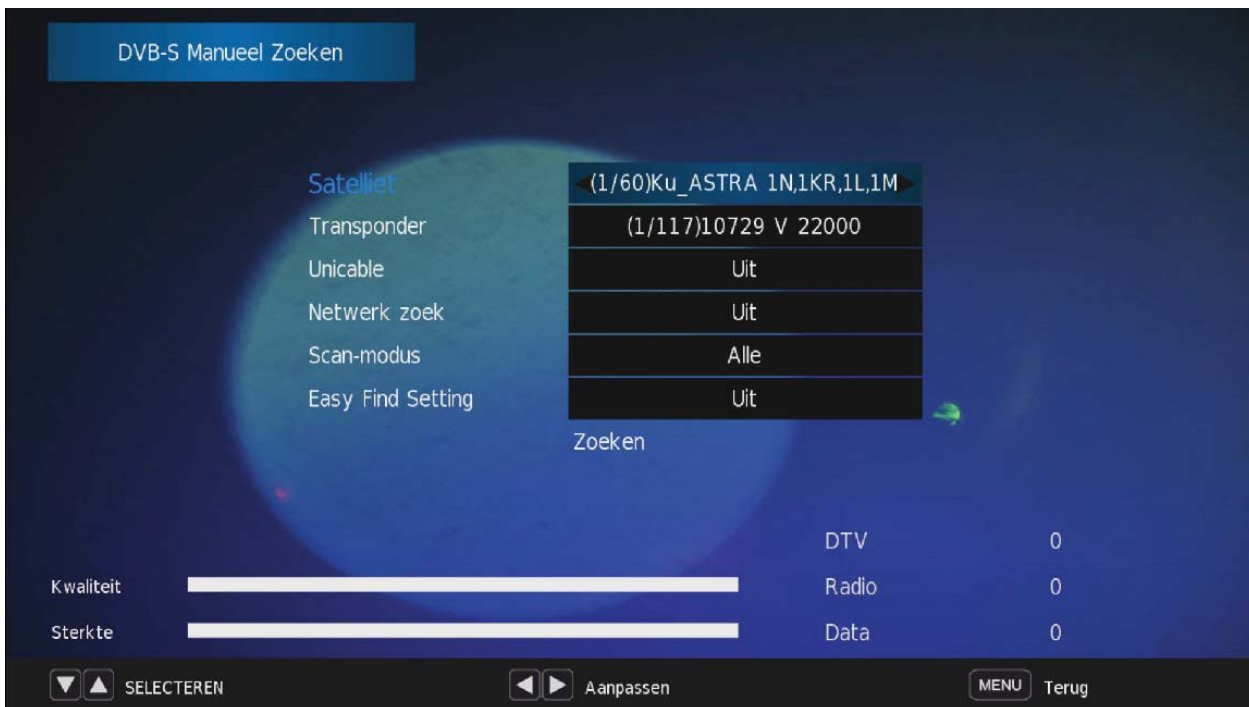 DVB-S Manueel Zoeken
Satelliet (1/60)Ku_ASTRA 1N,1KR,1L,1M
Transponder (1/117)10729 V 22000
Unicable Uit
Netwerk zoek Uit
Scan-modus Alle
Easy Find Setting Uit
Zoeken
DTV 0
Kwaliteit Radio 0
Sterkte Data 0
SELECTEREN Aanpassen MENU Terug